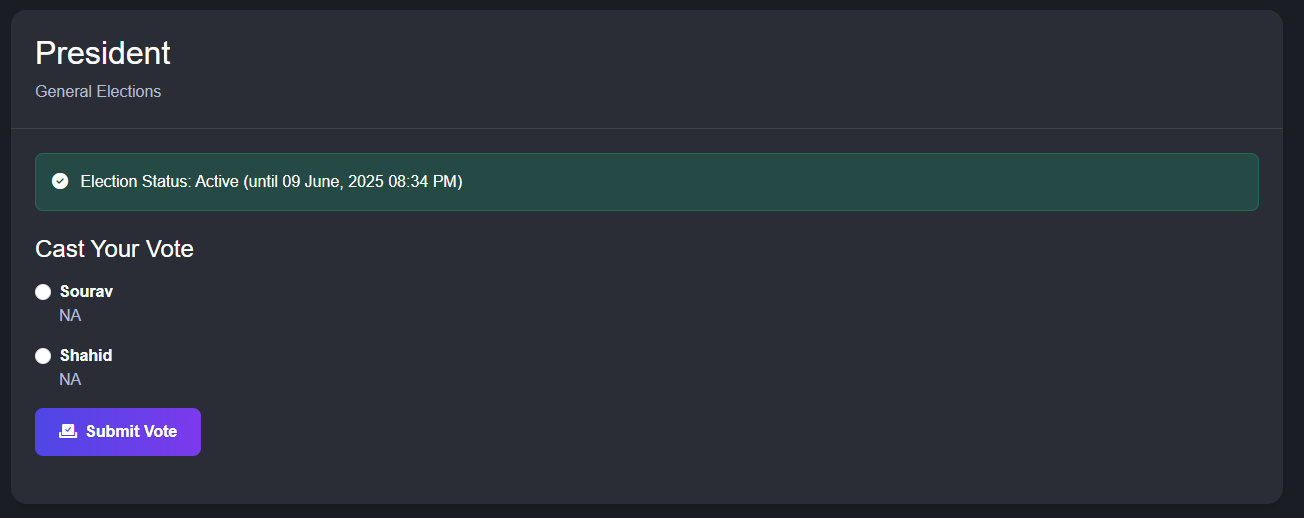 President
General Elections
Election Status: Active (until 09 June, 2025 08:34 PM)
Cast Your Vote
Sourav
NA
Shahid
NA
Submit Vote